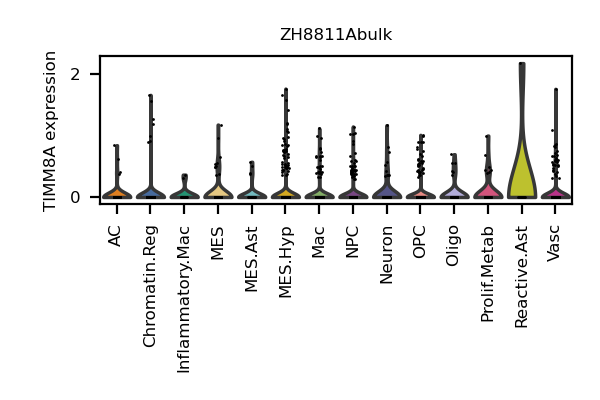 ZH8811Abulk
TIMM8A expression
2
0
AC
Chromatin.Reg
Inflammatory.Mac
MES
MES.Ast
MES.Hyp
Mac
NPC
Neuron
OPC
Oligo
Prolif.Metab
Reactive.Ast
Vasc